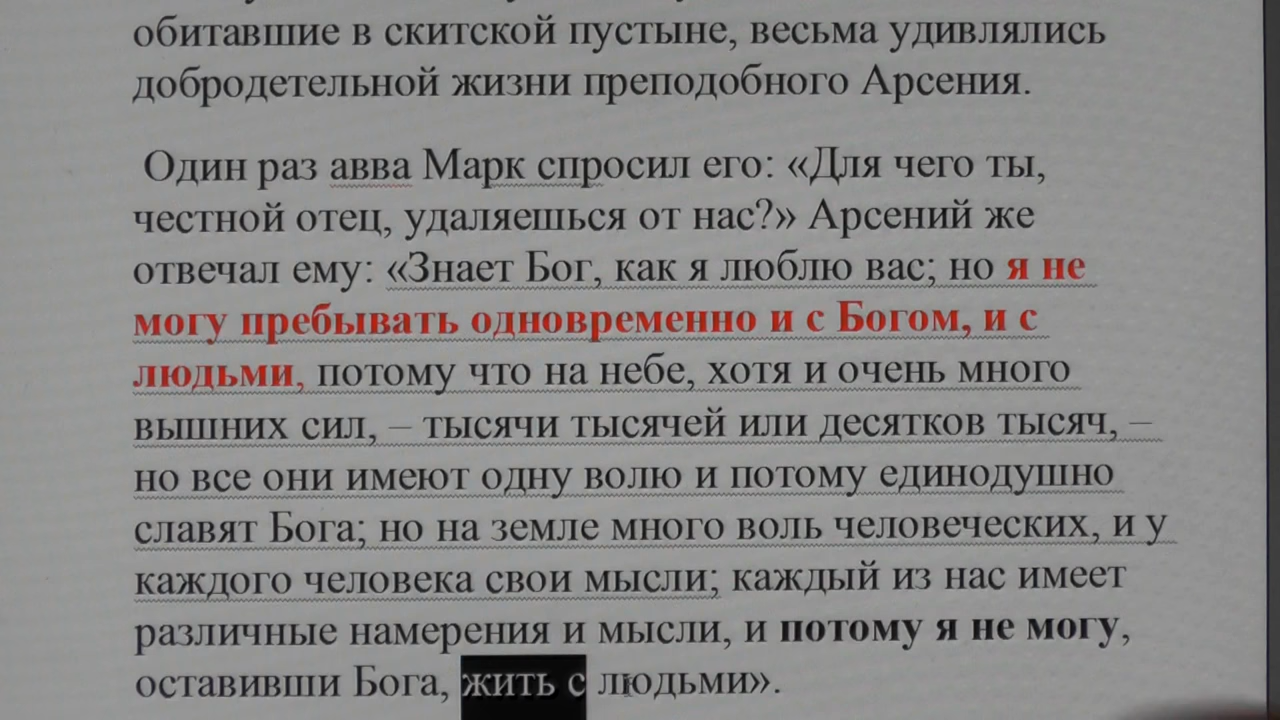 обитавшие в скитской пустыне, весьма удивлялись
добродетельной жизни преподобного Арсения.
Один раз авва Марк спросил его: «Для чего ты,
честной отец, удаляешься от нас?» Арсений же
отвечал ему: «Знает Бог, как я люблю вас; но я не
могу пребывать одновременно и с Богом, и с
людьми, потому что на небе, хотя и очень много
вышних сил, – тысячи тысячей или десятков тысяч, –
но все они имеют одну волю и потому единодушно
славят Бога; но на земле много воль человеческих, и у
каждого человека свои мысли; каждый из нас имеет
различные намерения и мысли, и потому я не могу,
оставивши Бога, жить с людьми».